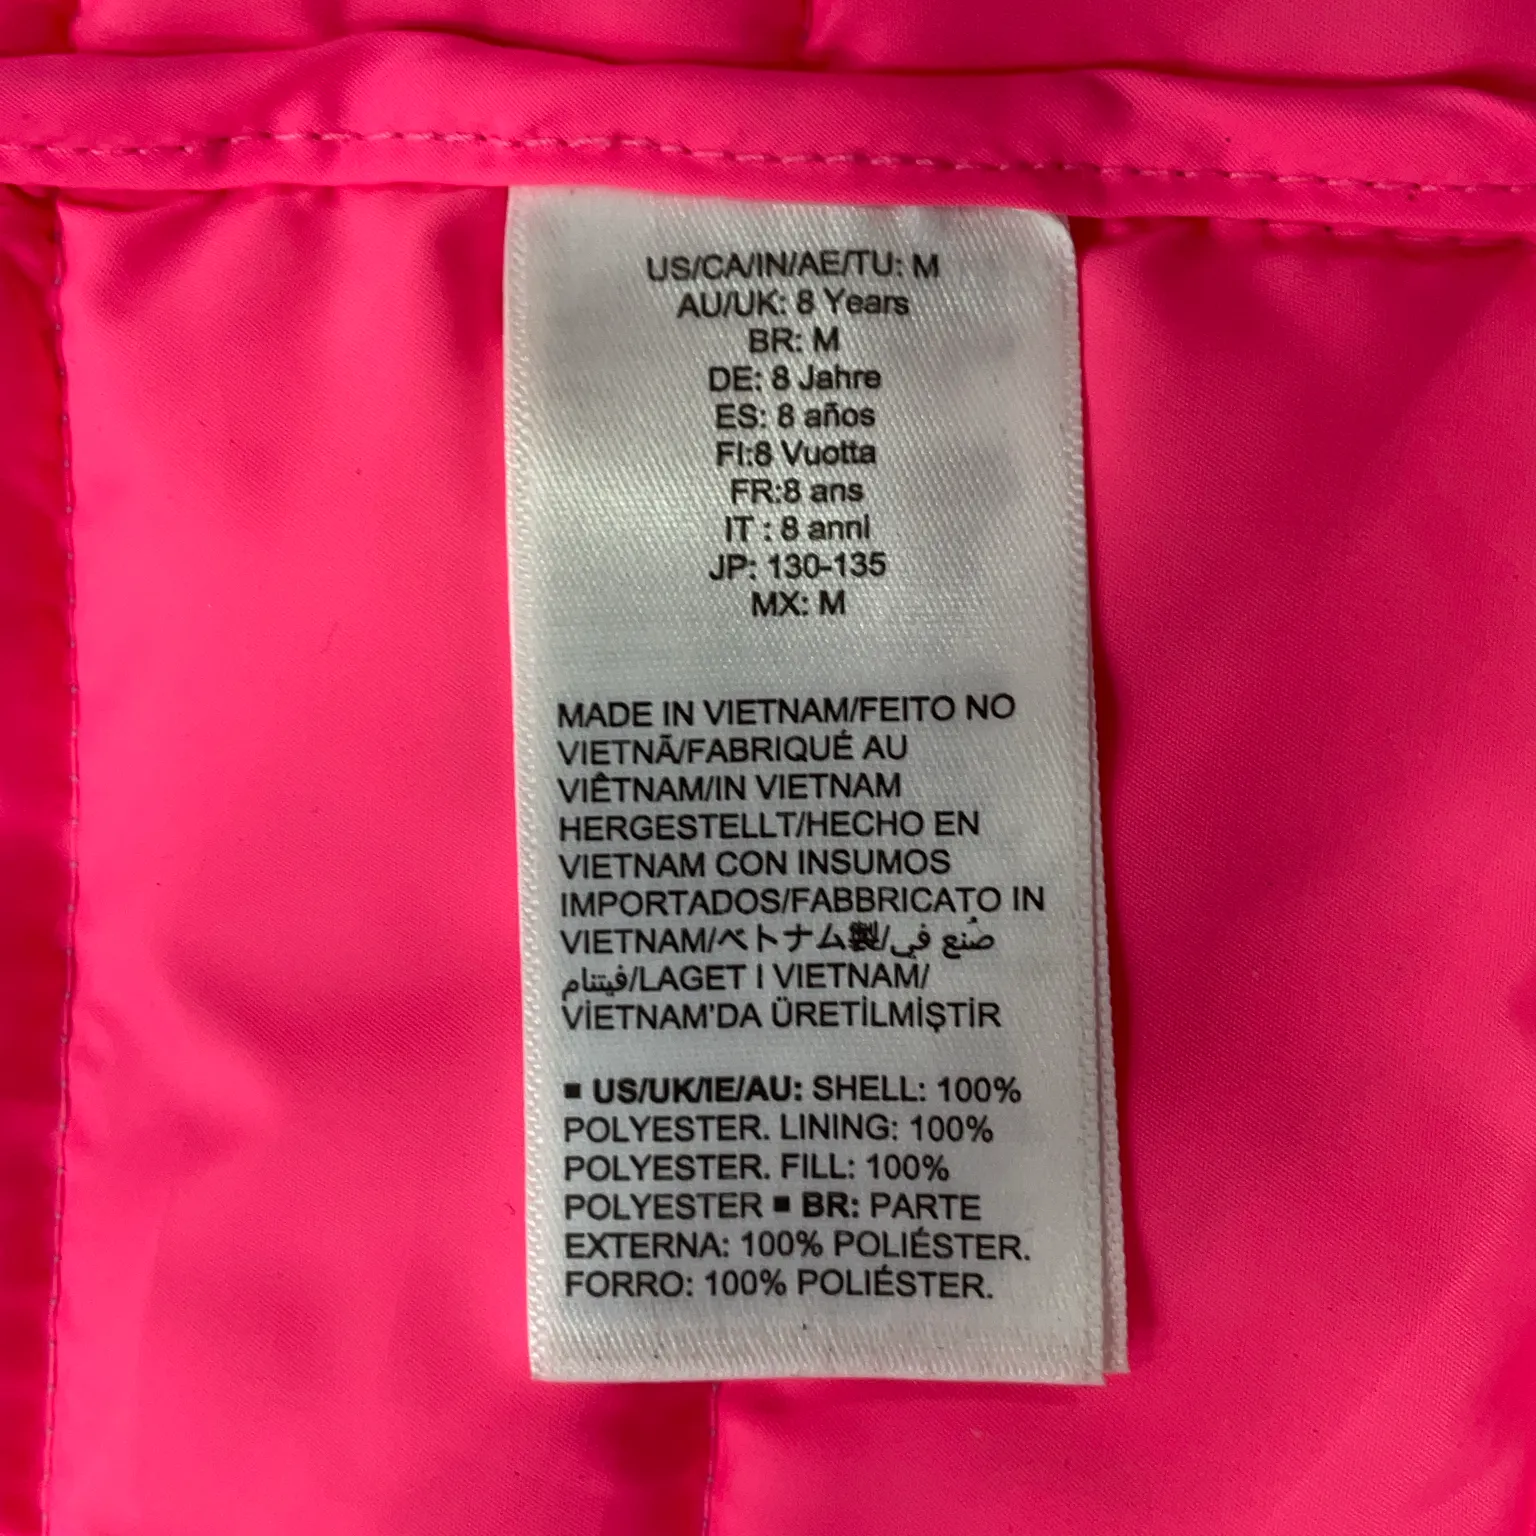 US/CA/IN/AE/TU: M
AU/UK: 8 Years
BR: M
DE: 8 Jahre
ES: 8 años
FI:8 Vuotta
FR:8 ans
IT : 8 anni
JP: 130-135
MX: M
MADE IN VIETNAM/FEITO NO
VIETNÃ/FABRIQUÉ AU
VIÊTNAM/IN VIETNAM
HERGESTELLT/HECHO EN
VIETNAM CON INSUMOS
IMPORTADOS/FABBRICATO IN
VIETNAM/ベトナム製/صُنع في
فيتنام/LAGET I VIETNAM/
VİETNAM'DA ÜRETİLMİŞTİR
■ US/UK/IE/AU: SHELL: 100%
POLYESTER. LINING: 100%
POLYESTER. FILL: 100%
POLYESTER ■ BR: PARTE
EXTERNA: 100% POLIÉSTER.
FORRO: 100% POLIÉSTER.